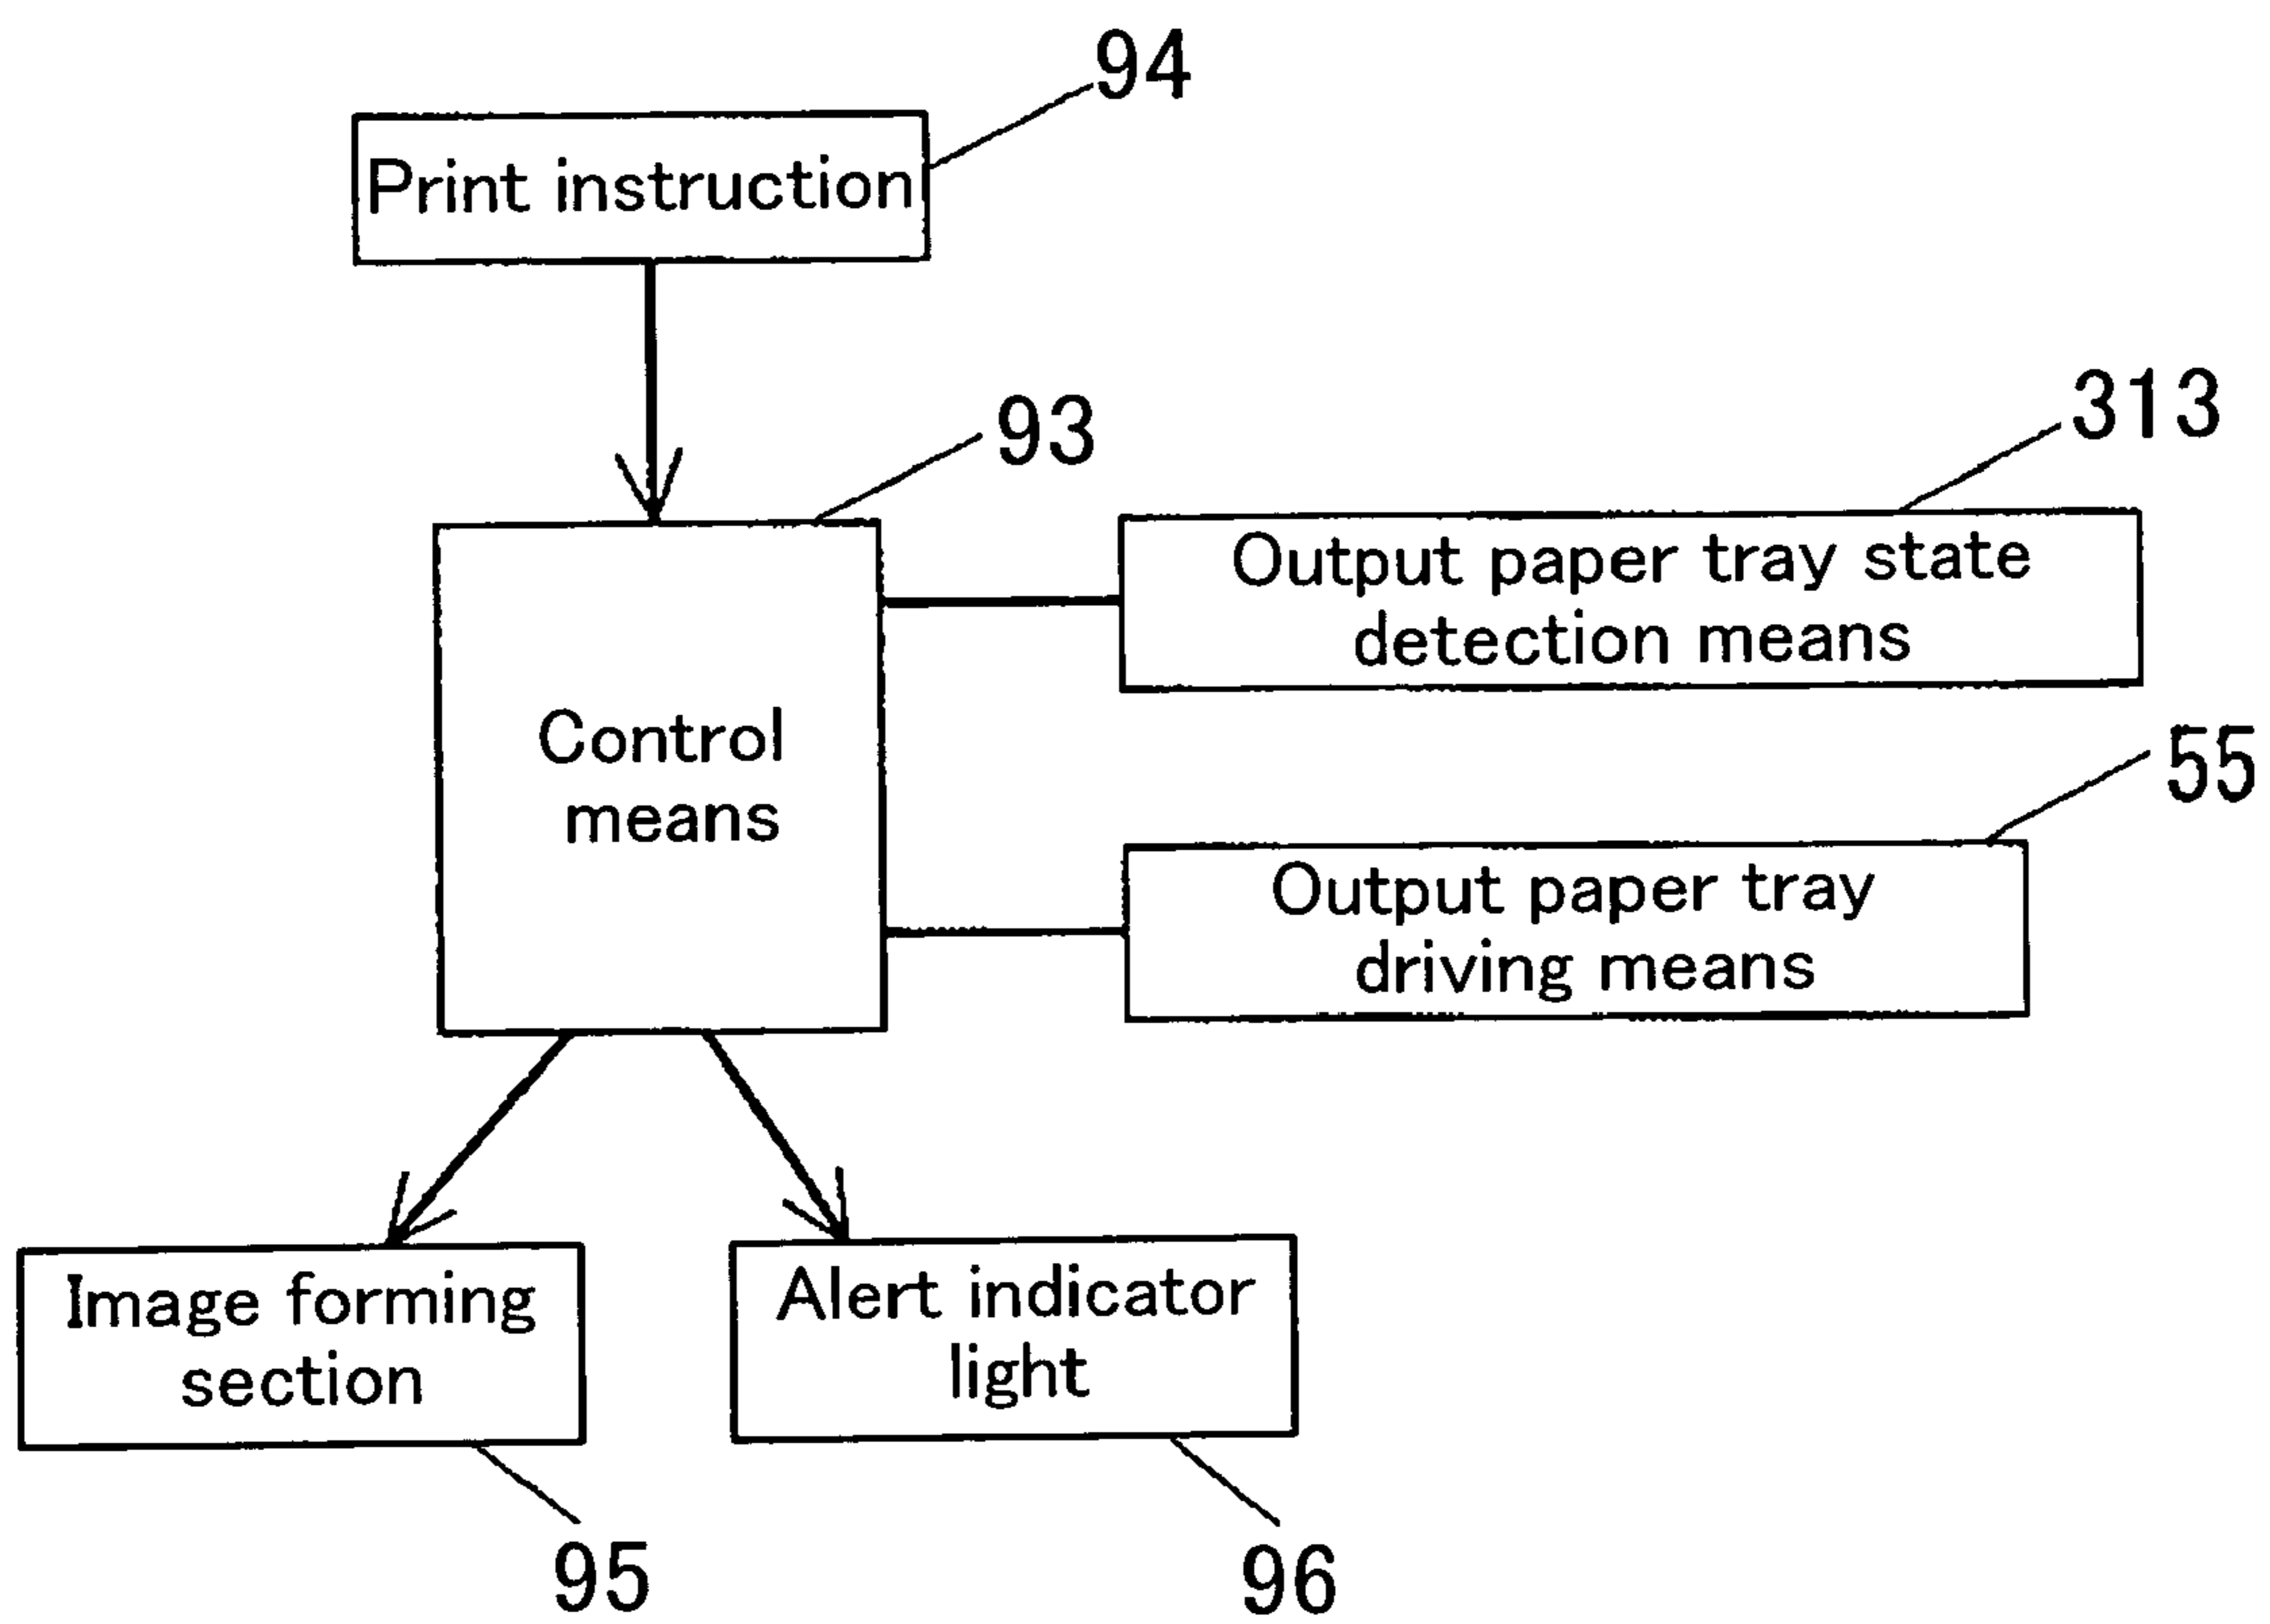 94
Print instruction
93
313
Output paper tray state
detection means
Control
means
55
Output paper tray
driving means
Image forming
section
Alert indicator
light
95
96